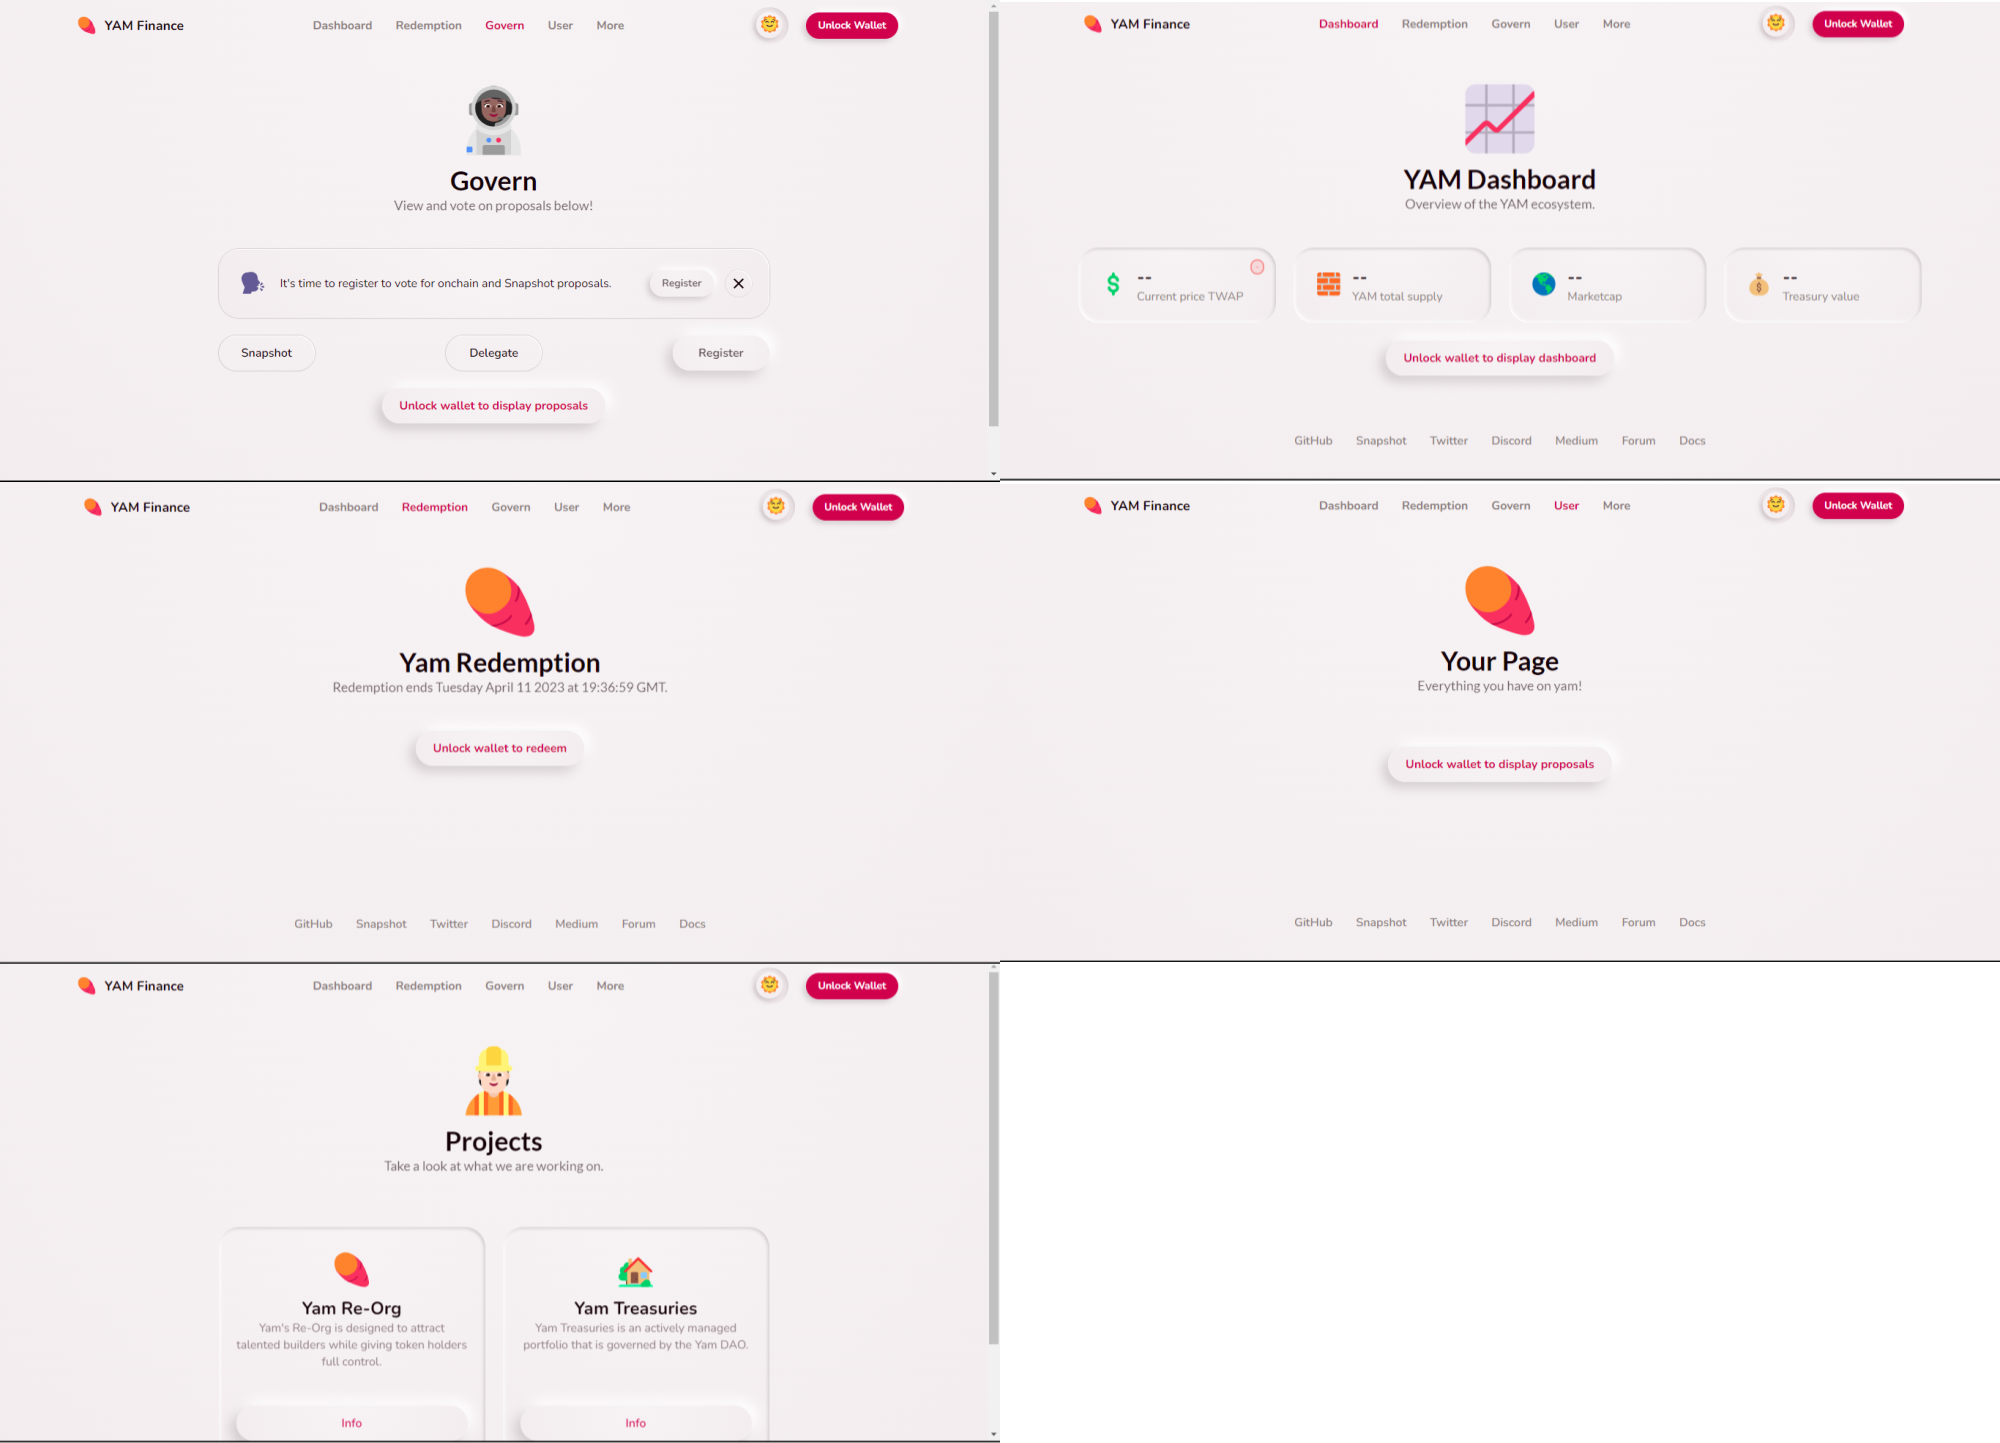 YAM Finance Dashboard Redemption Govern User More Unlock Wallet
Govern
View and vote on proposals below!
It's time to register to vote for onchain and Snapshot proposals. Register
Snapshot Delegate Register
Unlock wallet to display proposals
YAM Finance Dashboard Redemption Govern User More Unlock Wallet
YAM Dashboard
Overview of the YAM ecosystem.
$ -- -- -- $ --
Current price TWAP YAM total supply Marketcap Treasury value
Unlock wallet to display dashboard
GitHub Snapshot Twitter Discord Medium Forum Docs
YAM Finance Dashboard Redemption Govern User More Unlock Wallet
Yam Redemption
Redemption ends Tuesday April 11 2023 at 19:36:59 GMT.
Unlock wallet to redeem
GitHub Snapshot Twitter Discord Medium Forum Docs
YAM Finance Dashboard Redemption Govern User More Unlock Wallet
Your Page
Everything you have on yam!
Unlock wallet to display proposals
GitHub Snapshot Twitter Discord Medium Forum Docs
YAM Finance Dashboard Redemption Govern User More Unlock Wallet
Projects
Take a look at what we are working on.
Yam Re-Org
Yam's Re-Org is designed to attract
talented builders while giving token holders
full control.
Info
Yam Treasuries
Yam Treasuries is an actively managed
portfolio that is governed by the Yam DAO.
Info